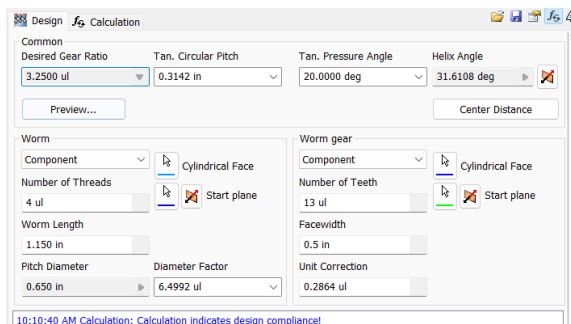 Design
fG Calculation
Common
Desired Gear Ratio Tan. Circular Pitch Tan. Pressure Angle Helix Angle
3.2500 ul 0.3142 in 20.0000 deg 31.6108 deg
Preview... Center Distance
Worm Worm gear
Component Cylindrical Face Component Cylindrical Face
Number of Threads Start plane Number of Teeth Start plane
4 ul 13 ul
Worm Length Facewidth
1.150 in 0.5 in
Pitch Diameter Diameter Factor Unit Correction
0.650 in 6.4992 ul 0.2864 ul
10:10:40 AM Calculation: Calculation indicates design compliance!